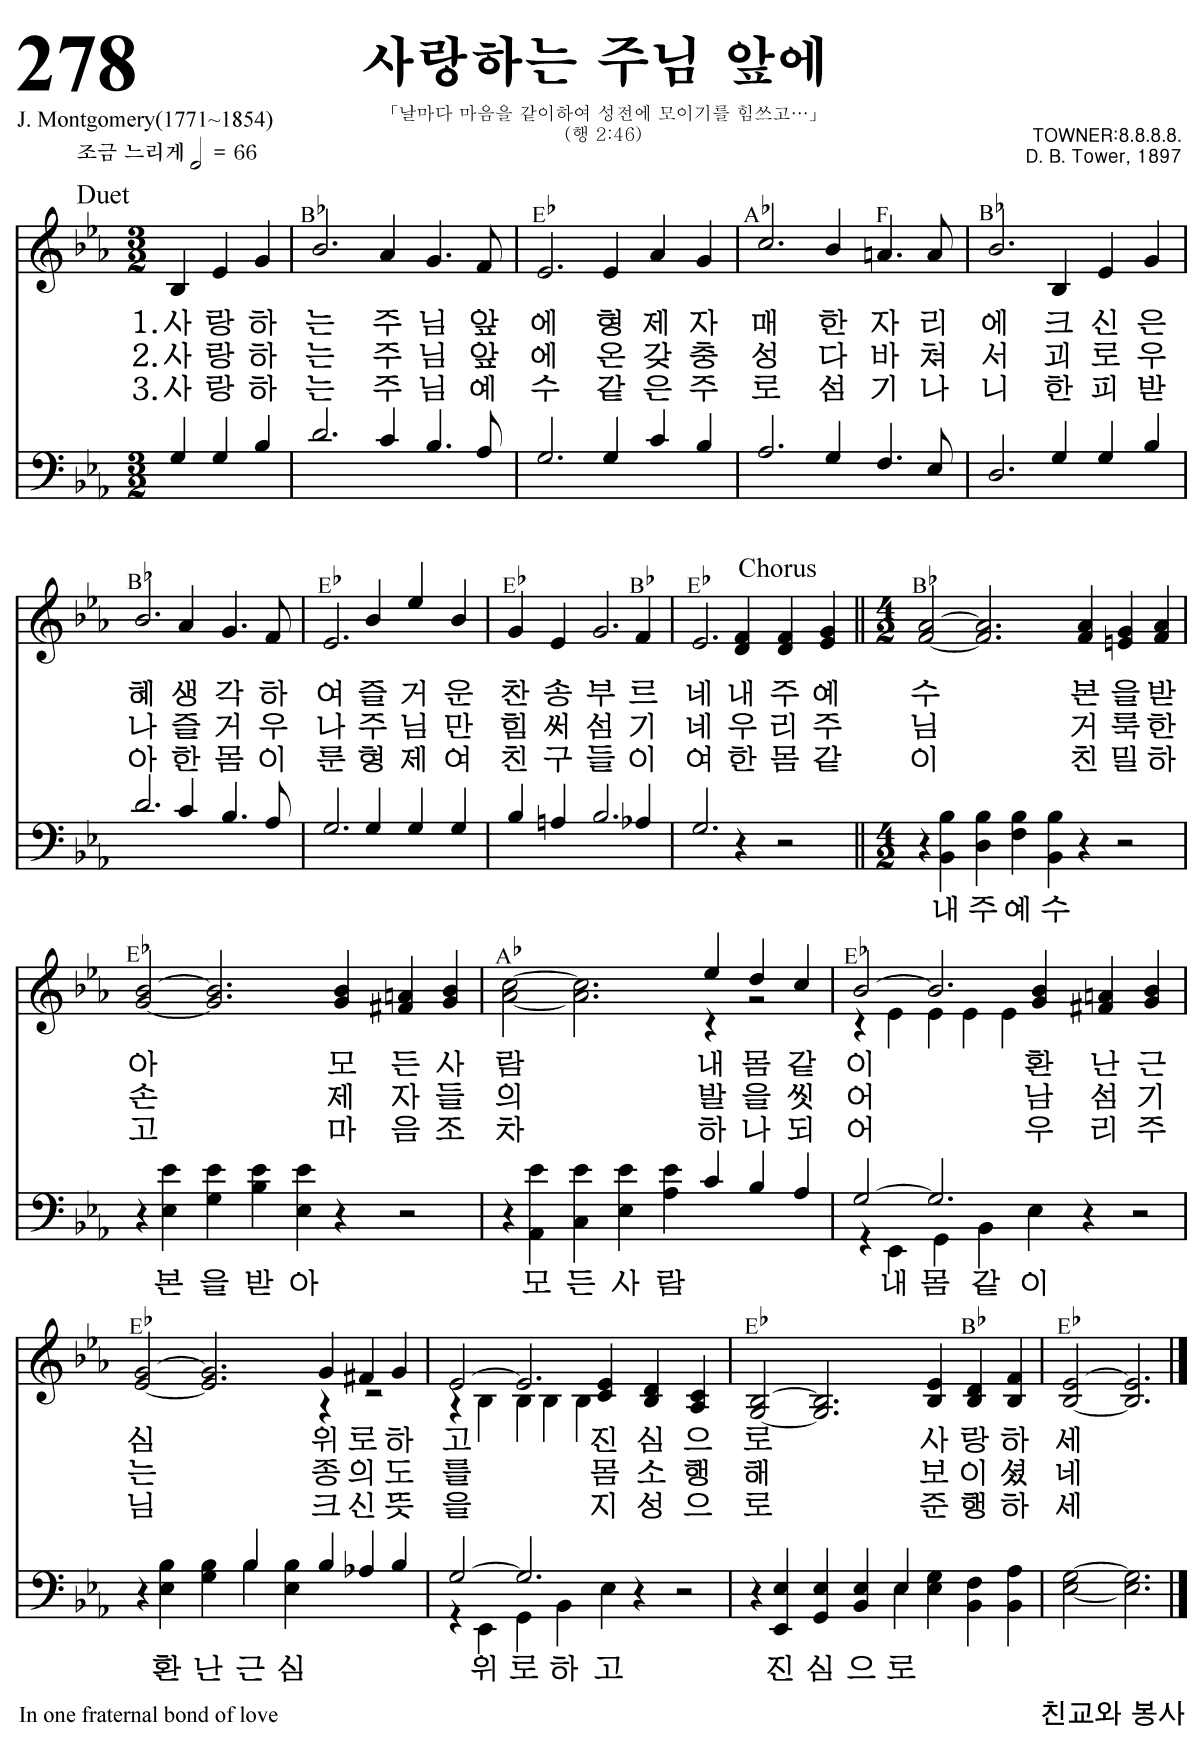 278
사랑하는 주님 앞에
J. Montgomery(1771~1854)
「날마다 마음을 같이하여 성전에 모이기를 힘쓰고…」
(행 2:46)
조금 느리게 = 66
TOWNER:8.8.8.8.
D. B. Tower, 1897
Duet
B♭ E♭ A♭ F B♭
3 2
1.사 랑 하 는 주 님 앞 에 형 제 자 매 한 자 리 에 크 신 은
2.사 랑 하 는 주 님 앞 에 온 갖 충 성 다 바 쳐 서 괴 로 우
3.사 랑 하 는 주 님 예 수 같 은 주 로 섬 기 나 니 한 피 받
3 2
Chorus
B♭ E♭ E♭ B♭ E♭ B♭
4 2
혜 생 각 하 여 즐 거 운 찬 송 부 르 네 내 주 예 수 본 을 받
나 즐 거 우 나 주 님 만 힘 써 섬 기 네 우 리 주 님 거 룩 한
아 한 몸 이 룬 형 제 여 친 구 들 이 여 한 몸 같 이 친 밀 하
4 2
내 주 예 수
E♭ A♭ E♭
아 모 든 사 람 내 몸 같 이 환 난 근
손 제 자 들 의 발 을 씻 어 남 섬 기
고 마 음 조 차 하 나 되 어 우 리 주
본 을 받 아 모 든 사 람 내 몸 같 이
E♭ E♭ B♭ E♭
심 위 로 하 고 진 심 으 로 사 랑 하 세
는 종 의 도 를 몸 소 행 해 보 이 셨 네
님 크 신 뜻 을 지 성 으 로 준 행 하 세
환 난 근 심 위 로 하 고 진 심 으 로
In one fraternal bond of love
친교와 봉사